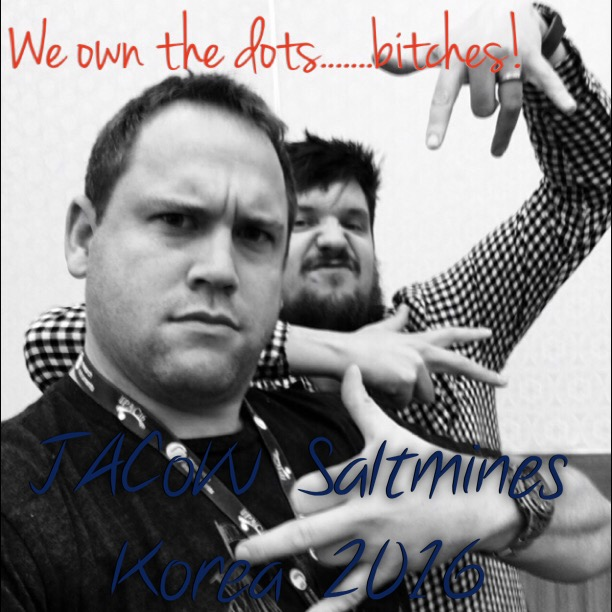 We own the dots.......bitches!
JACoW Saltmines
Korea 2016